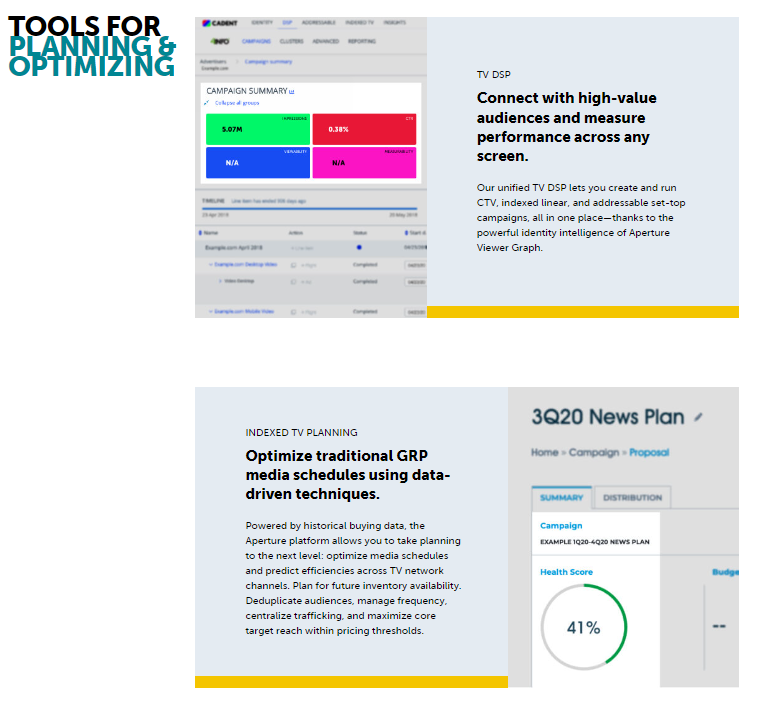 TOOLS FOR
PLANNING &
OPTIMIZING
CADENT IDENTITY DSP ADDRESSABLE INDEXED TV INSIGHTS
4INFO CAMPAIGNS CLUSTERS ADVANCED REPORTING
Advertisers > Campaign summary
Example.com
CAMPAIGN SUMMARY
Collapse all groups
IMPRESSIONS
5.07M
CTR
0.38%
VIEWABILITY
N/A
MEASURABILITY
N/A
TIMELINE
Name Status
Example.com April 2018
Example.com Desktop Video Completed
Video Desktop Completed
Example.com Mobile Video Completed
TV DSP
Connect with high-value
audiences and measure
performance across any
screen.
Our unified TV DSP lets you create and run
CTV, indexed linear, and addressable set-top
campaigns, all in one place—thanks to the
powerful identity intelligence of Aperture
Viewer Graph.
INDEXED TV PLANNING
Optimize traditional GRP
media schedules using data-
driven techniques.
Powered by historical buying data, the
Aperture platform allows you to take planning
to the next level: optimize media schedules
and predict efficiencies across TV network
channels. Plan for future inventory availability.
Deduplicate audiences, manage frequency,
centralize trafficking, and maximize core
target reach within pricing thresholds.
3Q20 News Plan
Home » Campaign » Proposal
SUMMARY DISTRIBUTION
Campaign
EXAMPLE 1Q20-4Q20 NEWS PLAN
Health Score Budge
41% --